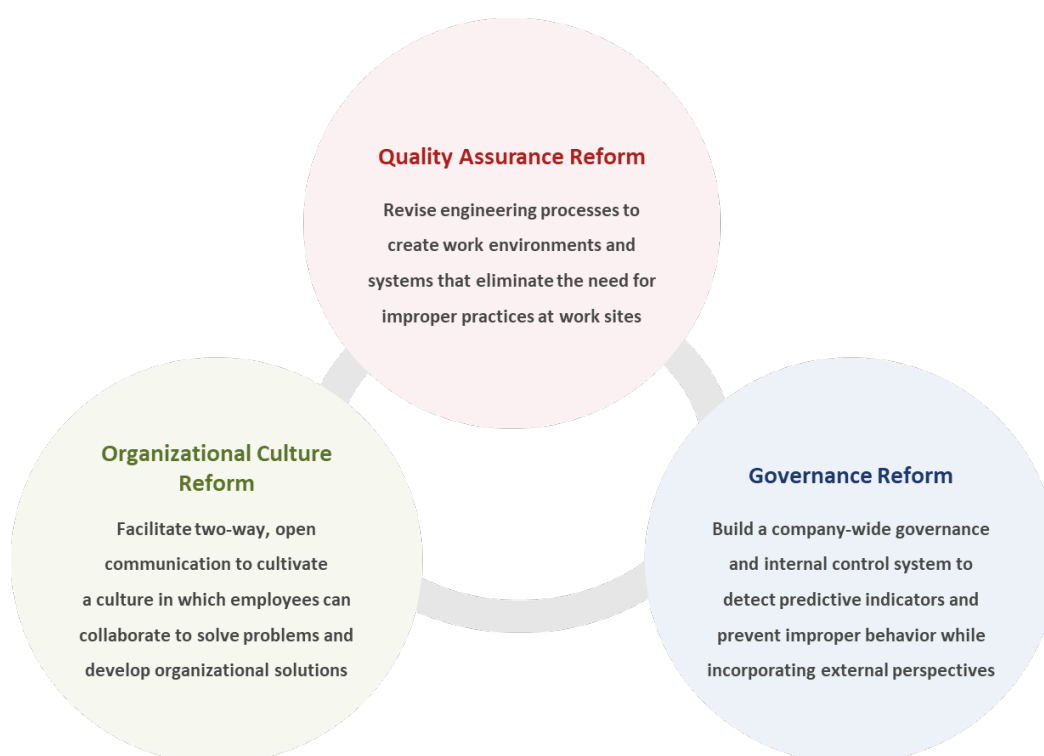 Quality Assurance Reform
Revise engineering processes to
create work environments and
systems that eliminate the need for
improper practices at work sites
Organizational Culture
Reform
Facilitate two-way, open
communication to cultivate
a culture in which employees can
collaborate to solve problems and
develop organizational solutions
Governance Reform
Build a company-wide governance
and internal control system to
detect predictive indicators and
prevent improper behavior while
incorporating external perspectives